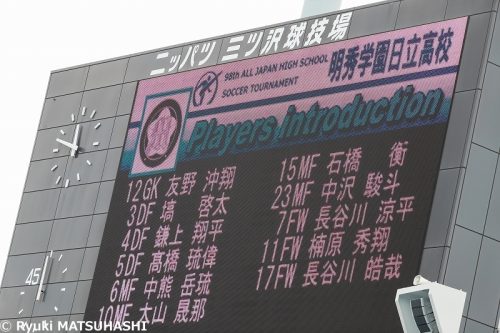 ニッパツ 三ツ沢球技場
98th ALL JAPAN HIGH SCHOOL
SOCCER TOURNAMENT
明秀学園日立高校
Players introduction
12GK 友野 沖翔
3DF 塙 啓太
4DF 鎌上 翔平
5DF 高橋 琉偉
6MF 中熊 岳琉
10MF 大山 晟那
15MF 石橋 衡
23MF 中沢 駿斗
7FW 長谷川 涼平
11FW 楠原 秀翔
17FW 長谷川 皓哉
45
© Ryuki MATSUHASHI